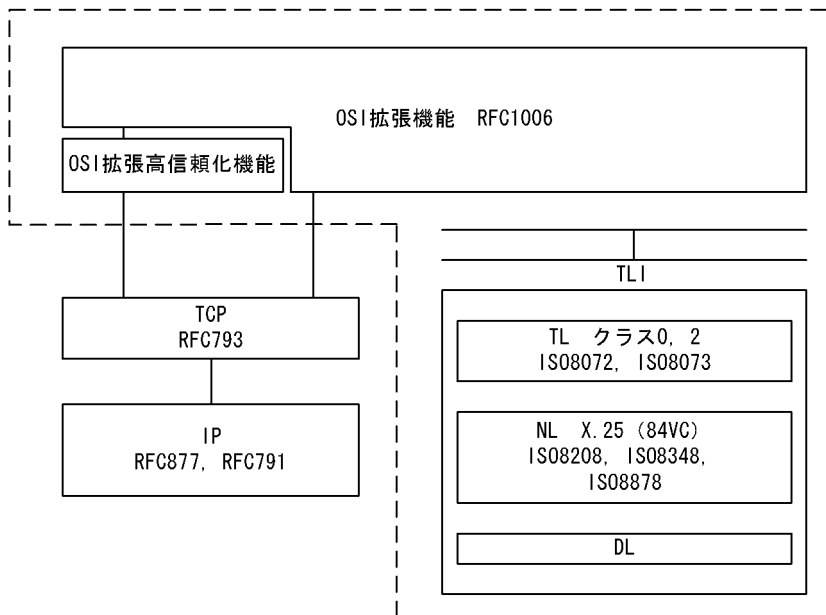 OSI拡張機能 RFC1006
OSI拡張高信頼化機能
TCP
RFC793
IP
RFC877, RFC791
TLI
TL クラス0, 2
ISO8072, ISO8073
NL X.25 (84VC)
ISO8208, ISO8348,
ISO8878
DL